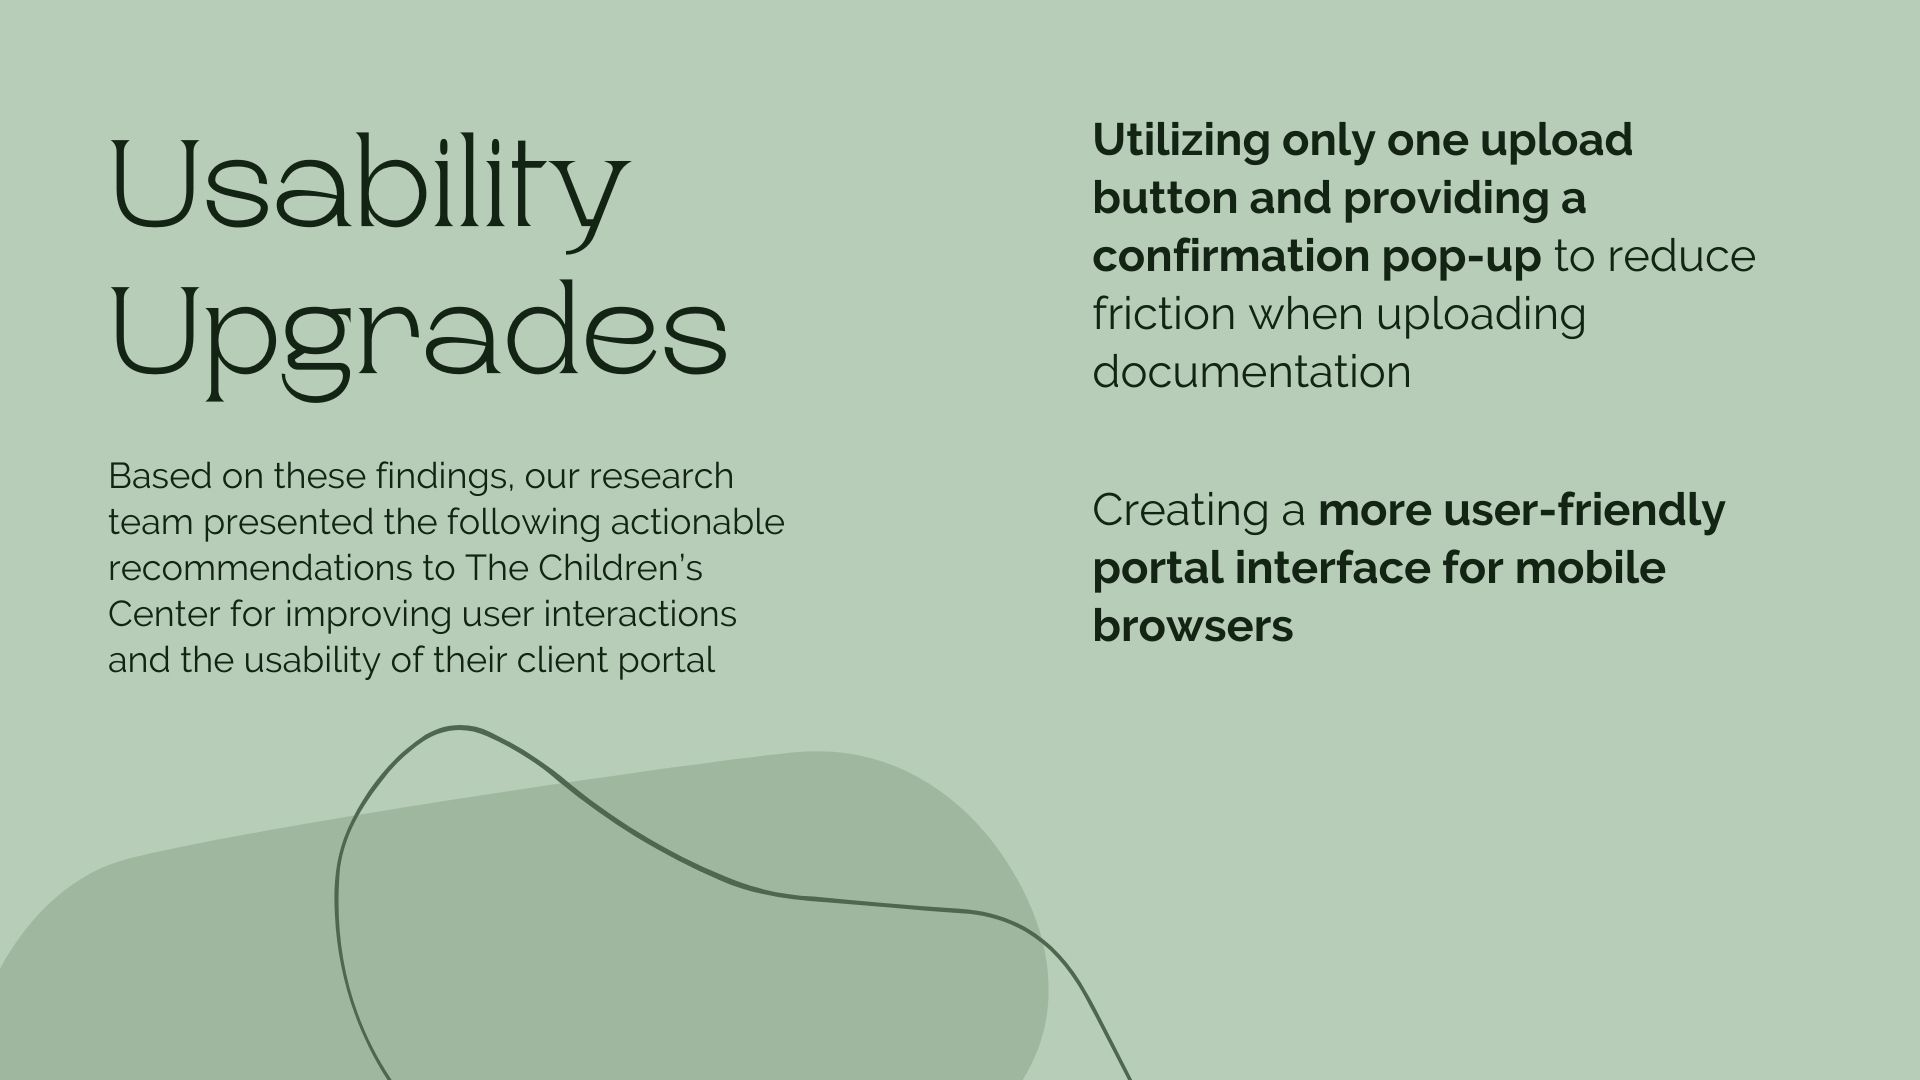 Usability
Upgrades
Based on these findings, our research
team presented the following actionable
recommendations to The Children’s
Center for improving user interactions
and the usability of their client portal
Utilizing only one upload
button and providing a
confirmation pop-up to reduce
friction when uploading
documentation
Creating a more user-friendly
portal interface for mobile
browsers